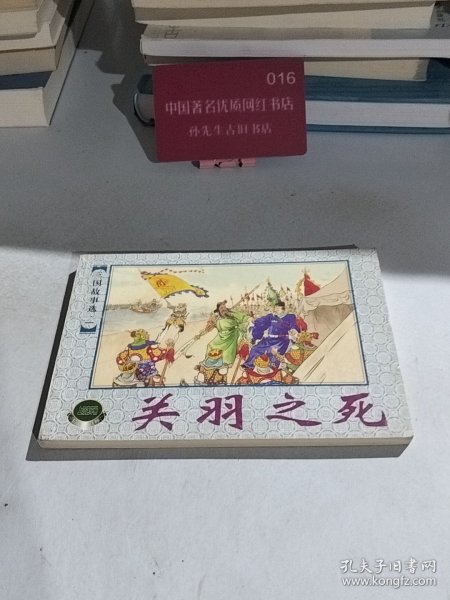 016
中国著名优质网红书店
孙先生古旧书店
三国故事选
关羽之死
孔夫子旧书网
www.kongfz.com